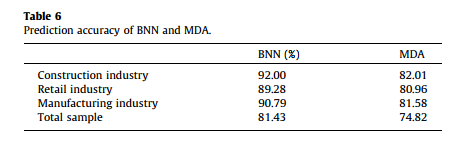 Table 6
Prediction accuracy of BNN and MDA.
BNN (%) MDA
Construction industry 92.00 82.01
Retail industry 89.28 80.96
Manufacturing industry 90.79 81.58
Total sample 81.43 74.82